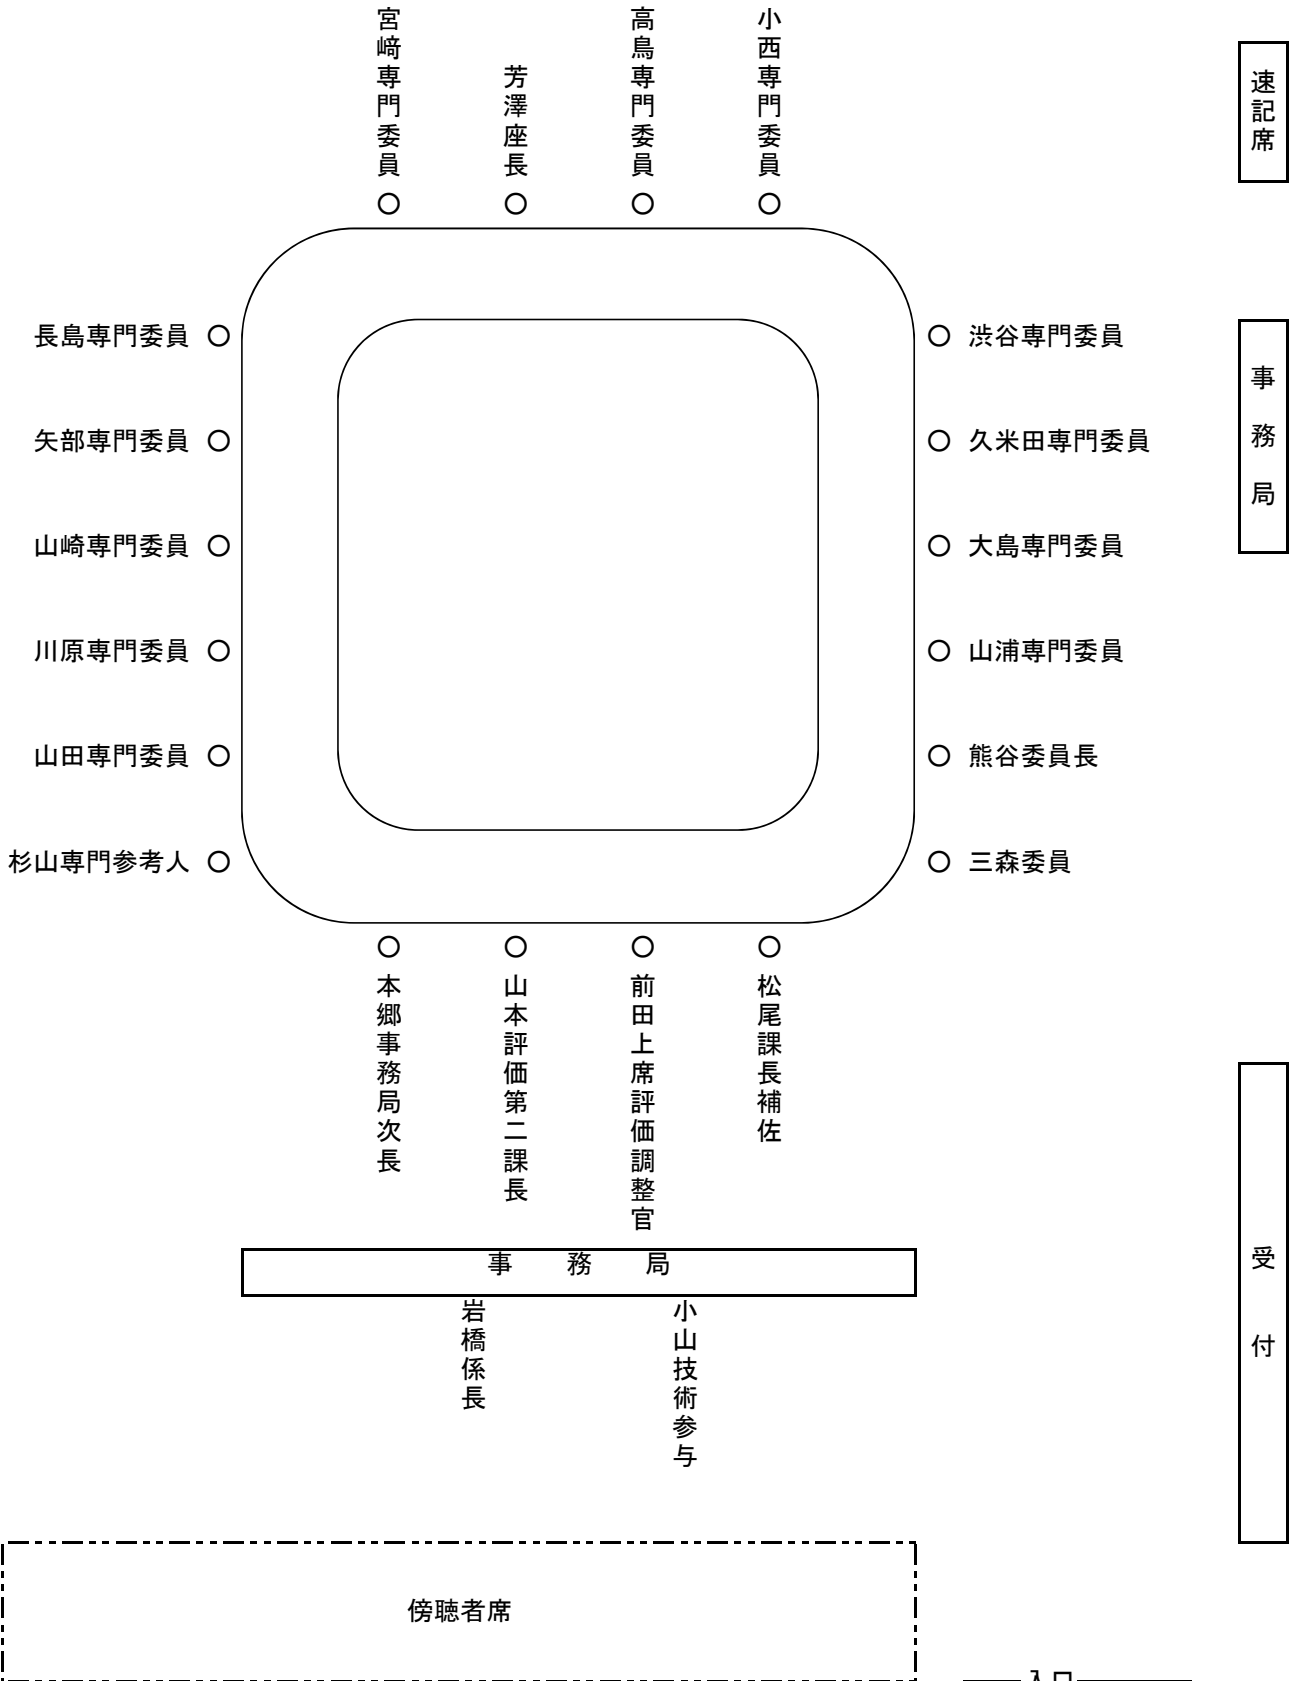 宮﨑専門委員
芳澤座長
高鳥専門委員
小西専門委員
速記席
長島専門委員
渋谷専門委員
矢部専門委員
久米田専門委員
事務局
山崎専門委員
大島専門委員
川原専門委員
山浦専門委員
山田専門委員
熊谷委員長
杉山専門参考人
三森委員
本郷事務局次長
山本評価第二課長
前田上席評価調整官
松尾課長補佐
事務局
岩橋係長
小山技術参与
受付
傍聴者席
入口